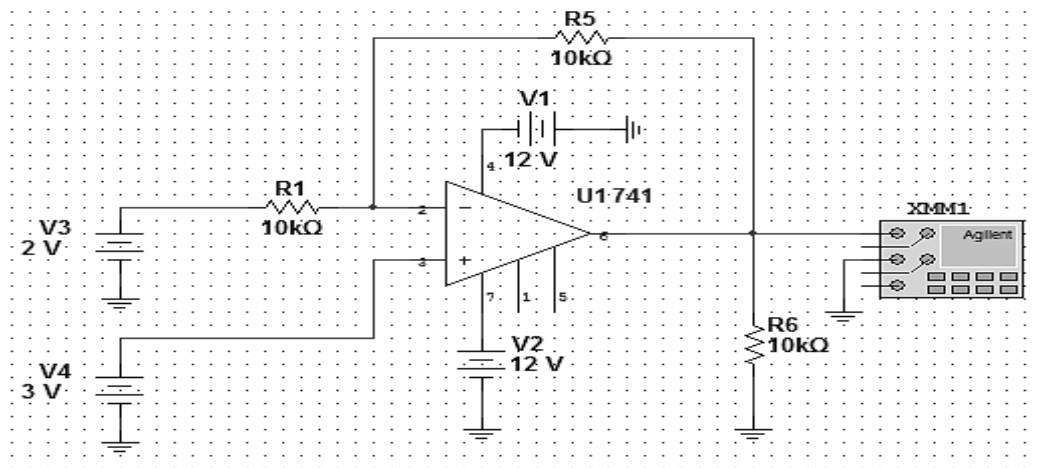 R5
10kΩ
V1
12 V
4
U1 741
R1
10kΩ
2
V3
2 V
3
6
XMM1
Agilent
7
1
5
V2
12 V
R6
10kΩ
V4
3 V